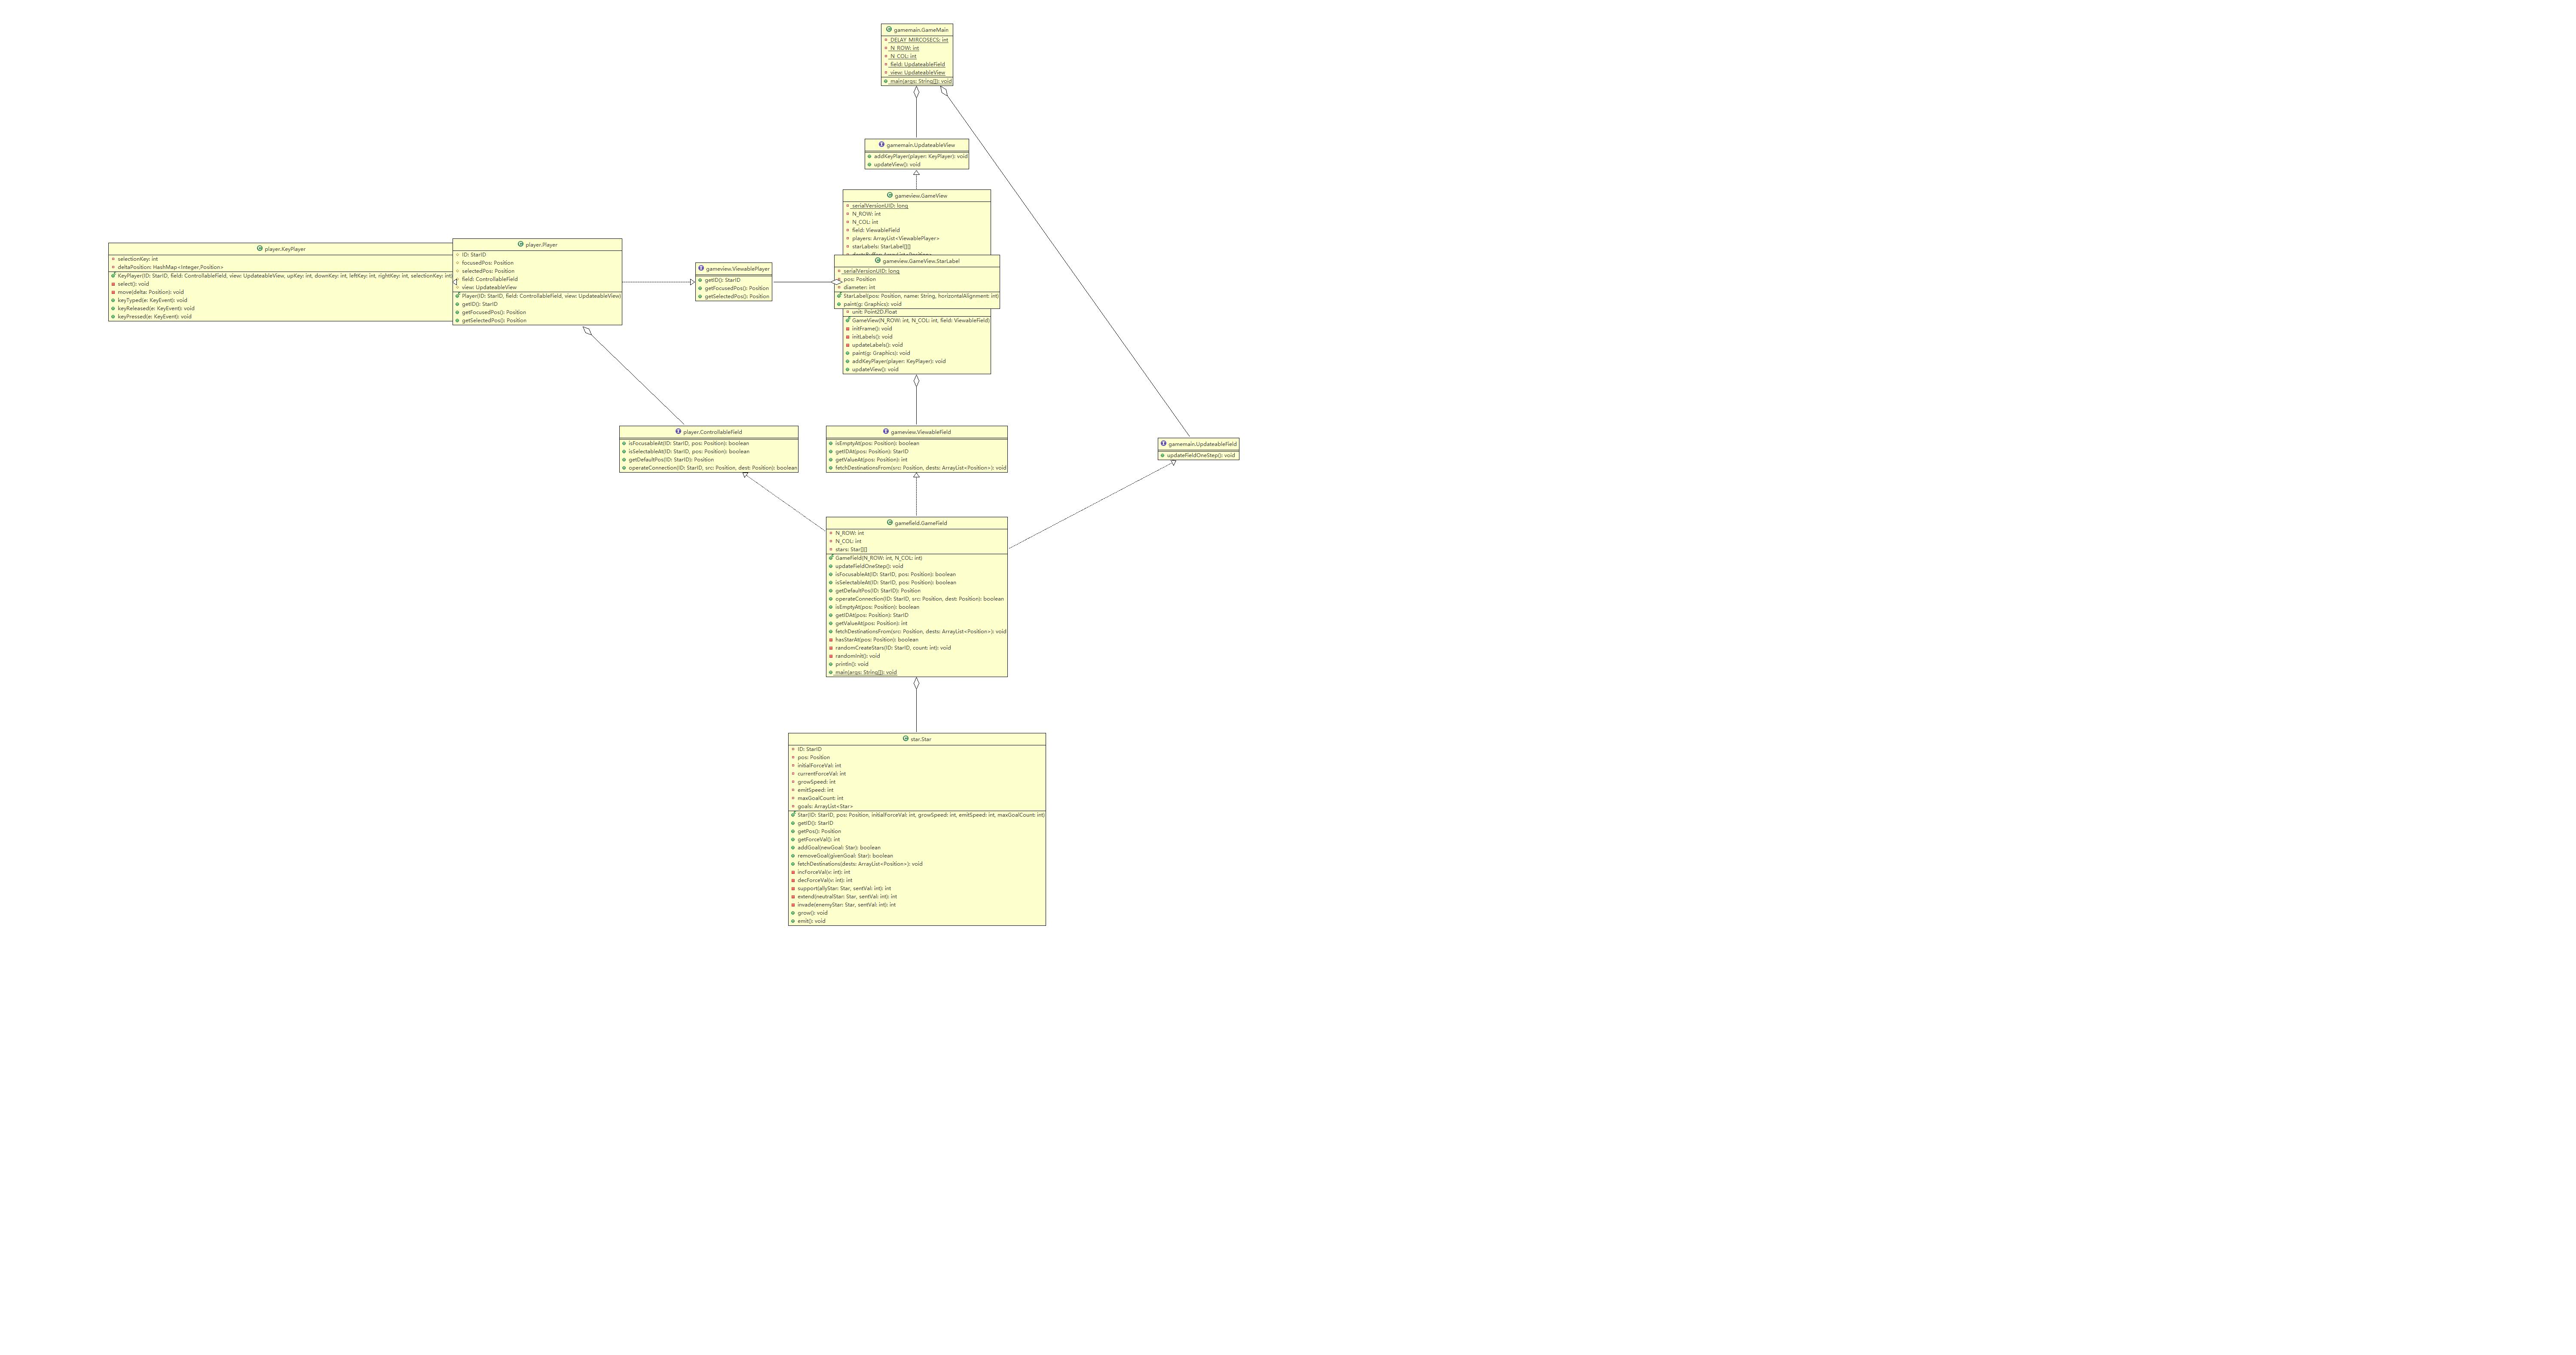 gamemain.GameMain
DELAY_MIRCOSECS: int
N_ROW: int
N_COL: int
field: UpdateableField
view: UpdateableView
main(args: String[]): void
gamemain.UpdateableView
addKeyPlayer(player: KeyPlayer): void
updateView(): void
gameview.GameView
serialVersionUID: long
N_ROW: int
N_COL: int
field: ViewableField
players: ArrayList<ViewablePlayer>
starLabels: StarLabel[][]
gameview.GameView.StarLabel
serialVersionUID: long
pos: Position
diameter: int
StarLabel(pos: Position, name: String, horizontalAlignment: int)
paint(g: Graphics): void
unit: Point2D.Float
GameView(N_ROW: int, N_COL: int, field: ViewableField)
initFrame(): void
initLabels(): void
updateLabels(): void
paint(g: Graphics): void
addKeyPlayer(player: KeyPlayer): void
updateView(): void
player.KeyPlayer
selectionKey: int
deltaPosition: HashMap<Integer,Position>
KeyPlayer(ID: StarID, field: ControllableField, view: UpdateableView, upKey: int, downKey: int, leftKey: int, rightKey: int, selectionKey: int)
select(): void
move(delta: Position): void
keyTyped(e: KeyEvent): void
keyReleased(e: KeyEvent): void
keyPressed(e: KeyEvent): void
player.Player
ID: StarID
focusedPos: Position
selectedPos: Position
field: ControllableField
view: UpdateableView
Player(ID: StarID, field: ControllableField, view: UpdateableView)
getID(): StarID
getFocusedPos(): Position
getSelectedPos(): Position
gameview.ViewablePlayer
getID(): StarID
getFocusedPos(): Position
getSelectedPos(): Position
player.ControllableField
isFocusableAt(ID: StarID, pos: Position): boolean
isSelectableAt(ID: StarID, pos: Position): boolean
getDefaultPos(ID: StarID): Position
operateConnection(ID: StarID, src: Position, dest: Position): boolean
gameview.ViewableField
isEmptyAt(pos: Position): boolean
getIDAt(pos: Position): StarID
getValueAt(pos: Position): int
fetchDestinationsFrom(src: Position, dests: ArrayList<Position>): void
gamemain.UpdateableField
updateFieldOneStep(): void
gamefield.GameField
N_ROW: int
N_COL: int
stars: Star[][]
GameField(N_ROW: int, N_COL: int)
updateFieldOneStep(): void
isFocusableAt(ID: StarID, pos: Position): boolean
isSelectableAt(ID: StarID, pos: Position): boolean
getDefaultPos(ID: StarID): Position
operateConnection(ID: StarID, src: Position, dest: Position): boolean
isEmptyAt(pos: Position): boolean
getIDAt(pos: Position): StarID
getValueAt(pos: Position): int
fetchDestinationsFrom(src: Position, dests: ArrayList<Position>): void
hasStarAt(pos: Position): boolean
randomCreateStars(ID: StarID, count: int): void
randomInit(): void
println(): void
main(args: String[]): void
star.Star
ID: StarID
pos: Position
initialForceVal: int
currentForceVal: int
growSpeed: int
emitSpeed: int
maxGoalCount: int
goals: ArrayList<Star>
Star(ID: StarID, pos: Position, initialForceVal: int, growSpeed: int, emitSpeed: int, maxGoalCount: int)
getID(): StarID
getPos(): Position
getForceVal(): int
addGoal(newGoal: Star): boolean
removeGoal(givenGoal: Star): boolean
fetchDestinations(dests: ArrayList<Position>): void
incForceVal(v: int): int
decForceVal(v: int): int
support(allyStar: Star, sentVal: int): int
extend(neutralStar: Star, sentVal: int): int
invade(enemyStar: Star, sentVal: int): int
grow(): void
emit(): void